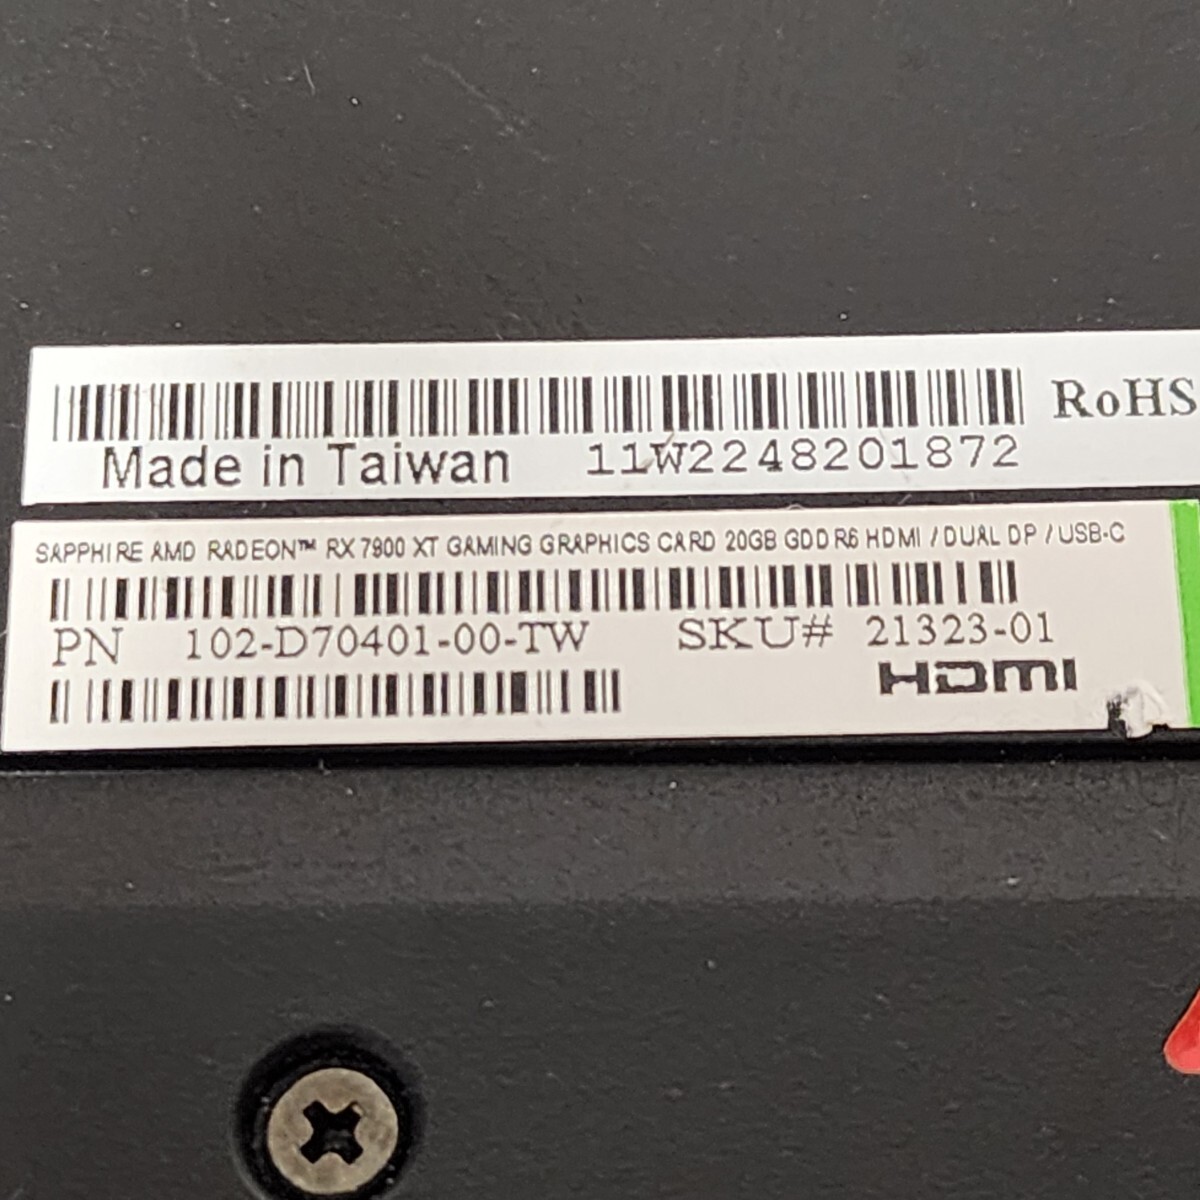 RoHS
Made in Taiwan 11W2248201872
SAPPHIRE AMD RADEON™ RX 7900 XT GAMING GRAPHICS CARD 20GB GDDR6 HDMI / DUAL DP / USB-C
PN 102-D70401-00-TW SKU# 21323-01
HDMI